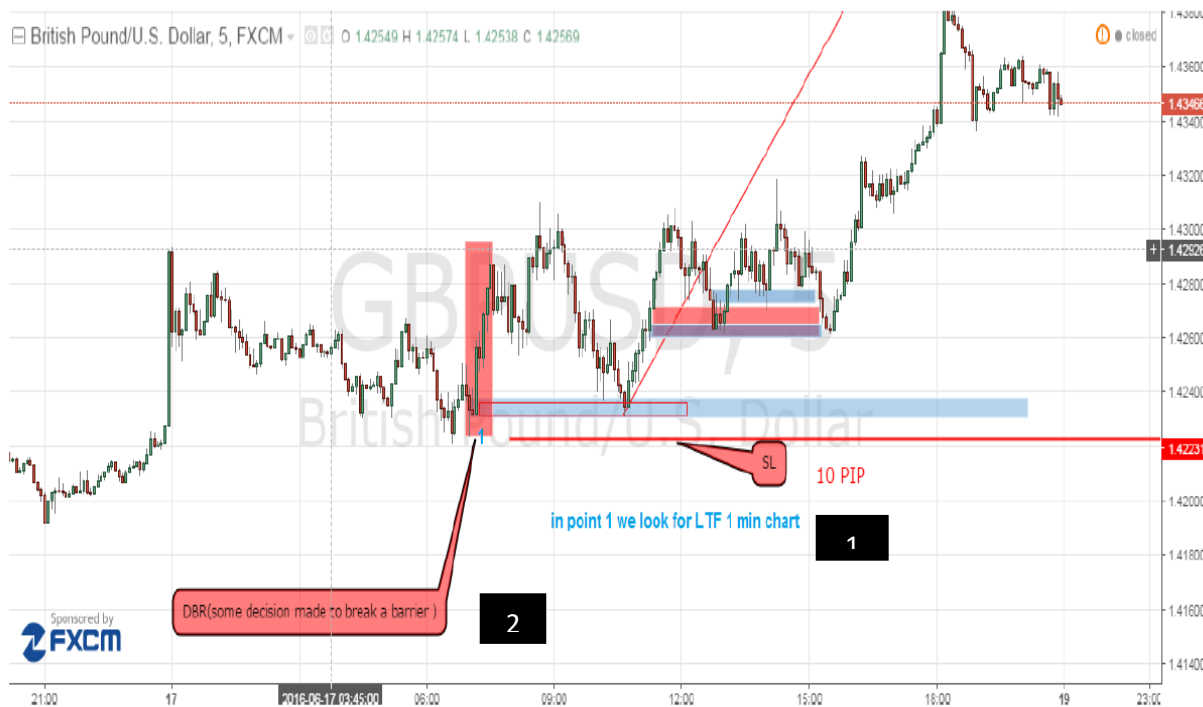 British Pound/U.S. Dollar, 5, FXCM O 1.42549 H 1.42574 L 1.42538 C 1.42569
closed
1.43800
1.43600
1.43466
1.43400
1.43200
1.43000
1.42926
1.42800
1.42600
1.42400
1.42231
1.42000
1.41800
1.41600
1.41400
GBPUSD, 5
British Pound/U.S. Dollar
1
SL
10 PIP
in point 1 we look for LTF 1 min chart
1
DBR(some decision made to break a barrier )
2
Sponsored by
FXCM
21:00 17 2016-06-17 03:45:00 06:00 09:00 12:00 15:00 18:00 19 23:00